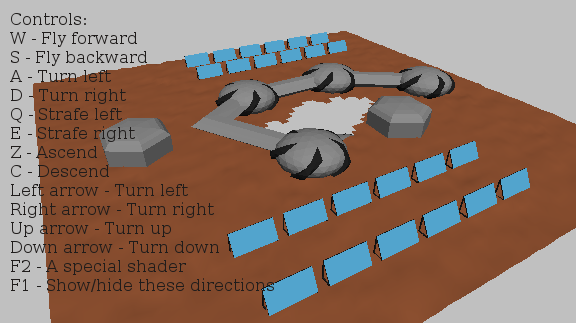 Controls:
W - Fly forward
S - Fly backward
A - Turn left
D - Turn right
Q - Strafe left
E - Strafe right
Z - Ascend
C - Descend
Left arrow - Turn left
Right arrow - Turn right
Up arrow - Turn up
Down arrow - Turn down
F2 - A special shader
F1 - Show/hide these directions